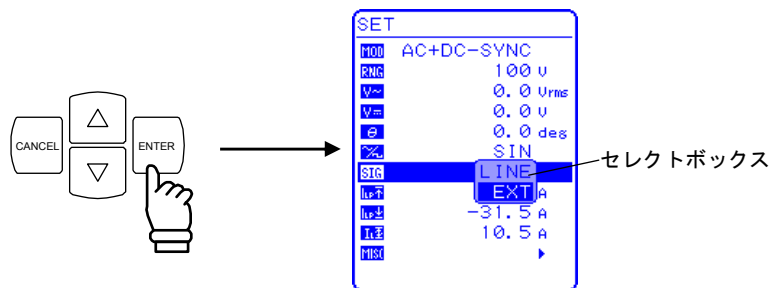 SET
MOD AC+DC-SYNC
RNG 100 V
V~ 0.0 Vrms
V⎓ 0.0 V
θ 0.0 deg
SIN
SIG LINE
EXT A
-31.5 A
10.5 A
MISC
CANCEL
ENTER
セレクトボックス